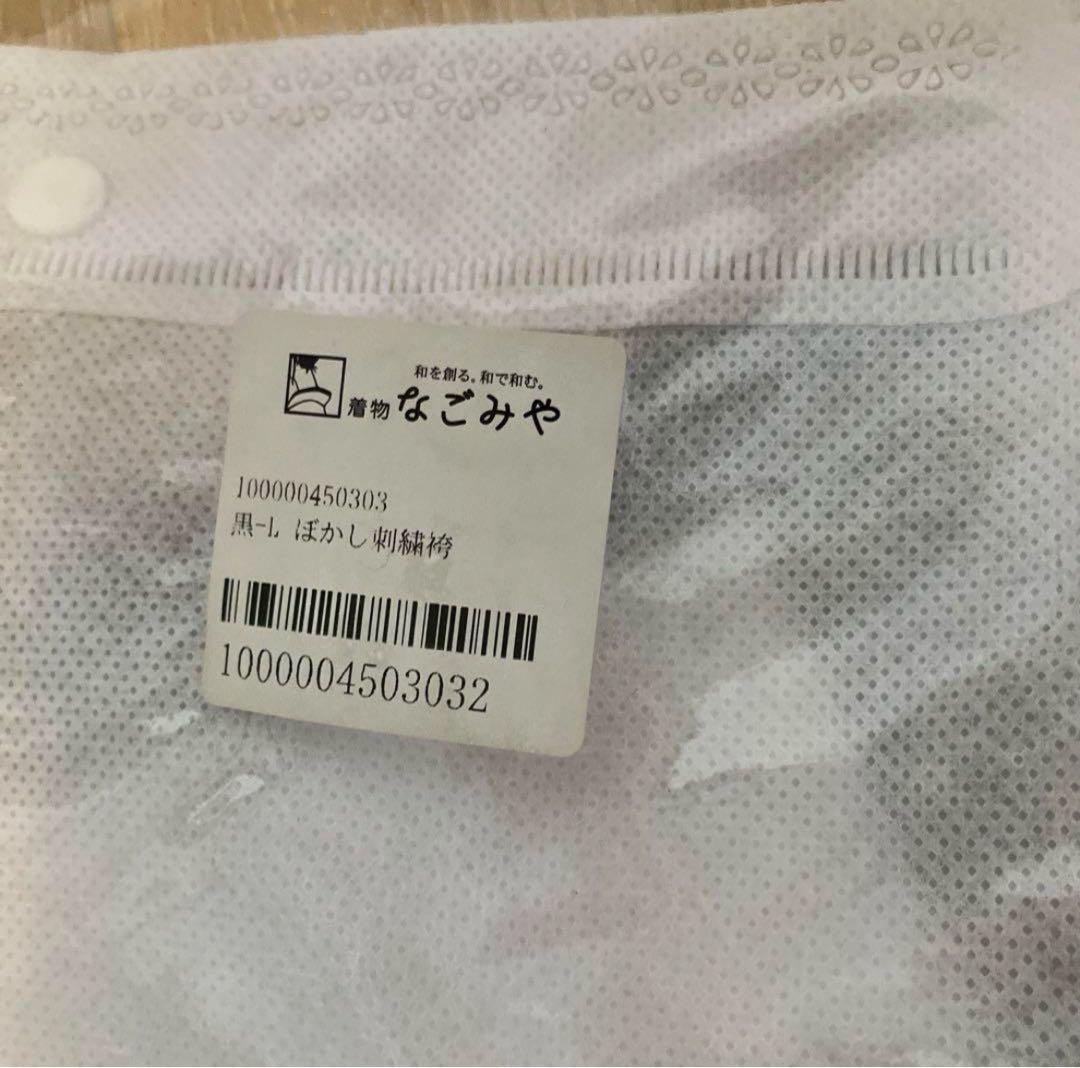 和を創る。和で和む。
着物 なごみや
100000450303
黒-L ぼかし刺繍袴
1000004503032